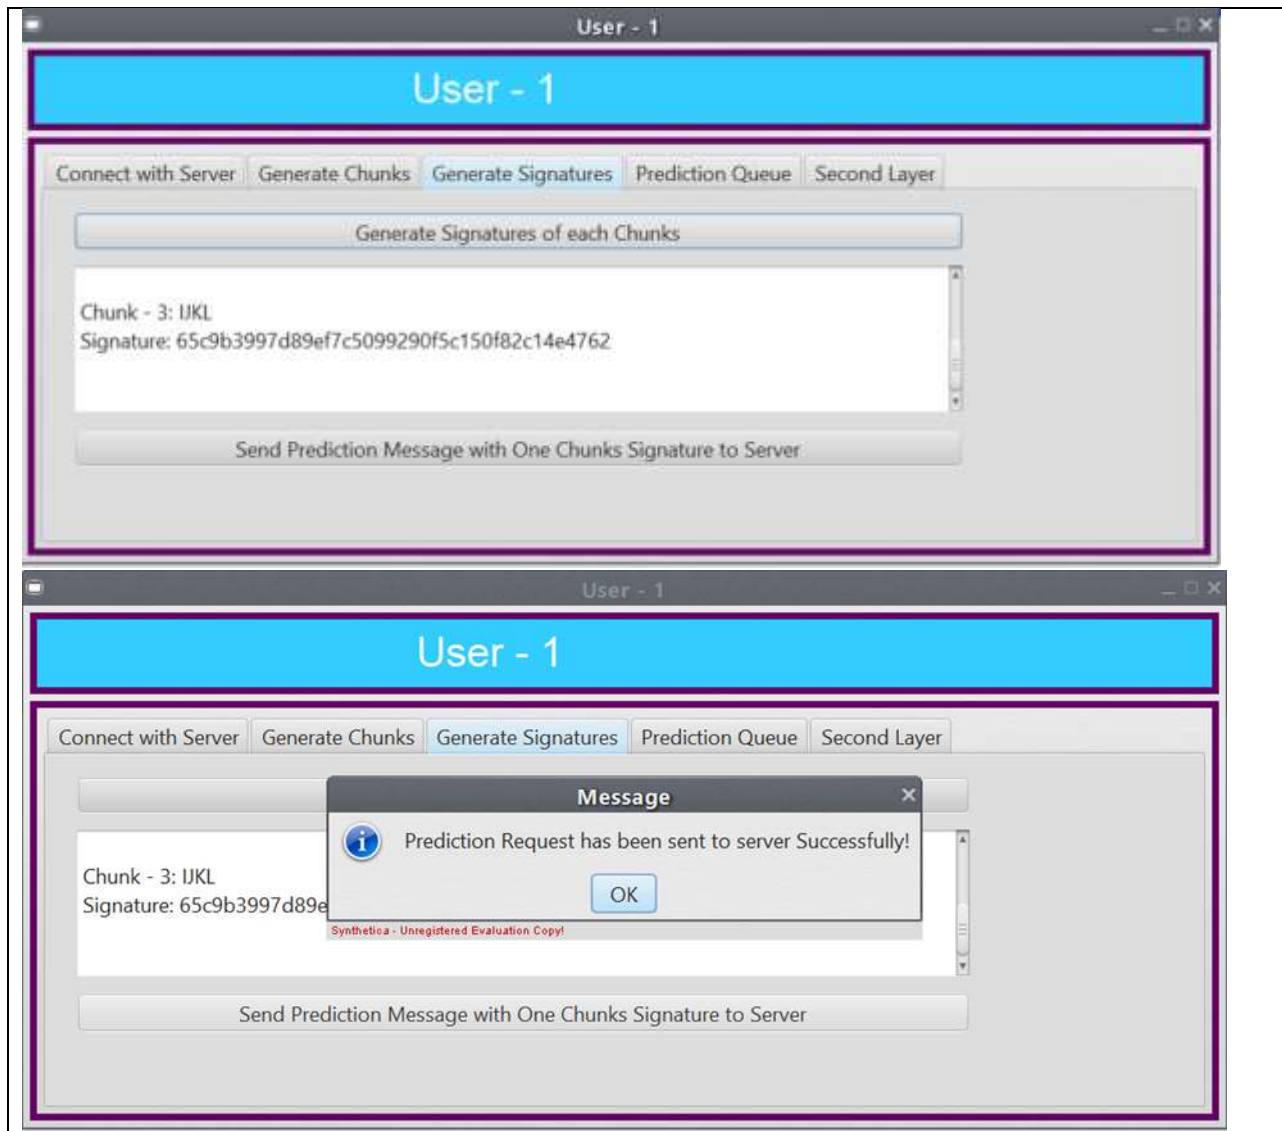 User - 1
User - 1
Connect with Server Generate Chunks Generate Signatures Prediction Queue Second Layer
Generate Signatures of each Chunks
Chunk - 3: IJKL
Signature: 65c9b3997d89ef7c5099290f5c150f82c14e4762
Send Prediction Message with One Chunks Signature to Server
User - 1
User - 1
Connect with Server Generate Chunks Generate Signatures Prediction Queue Second Layer
Message
Prediction Request has been sent to server Successfully!
OK
Synthetica - Unregistered Evaluation Copy!
Chunk - 3: IJKL
Signature: 65c9b3997d89e
Send Prediction Message with One Chunks Signature to Server